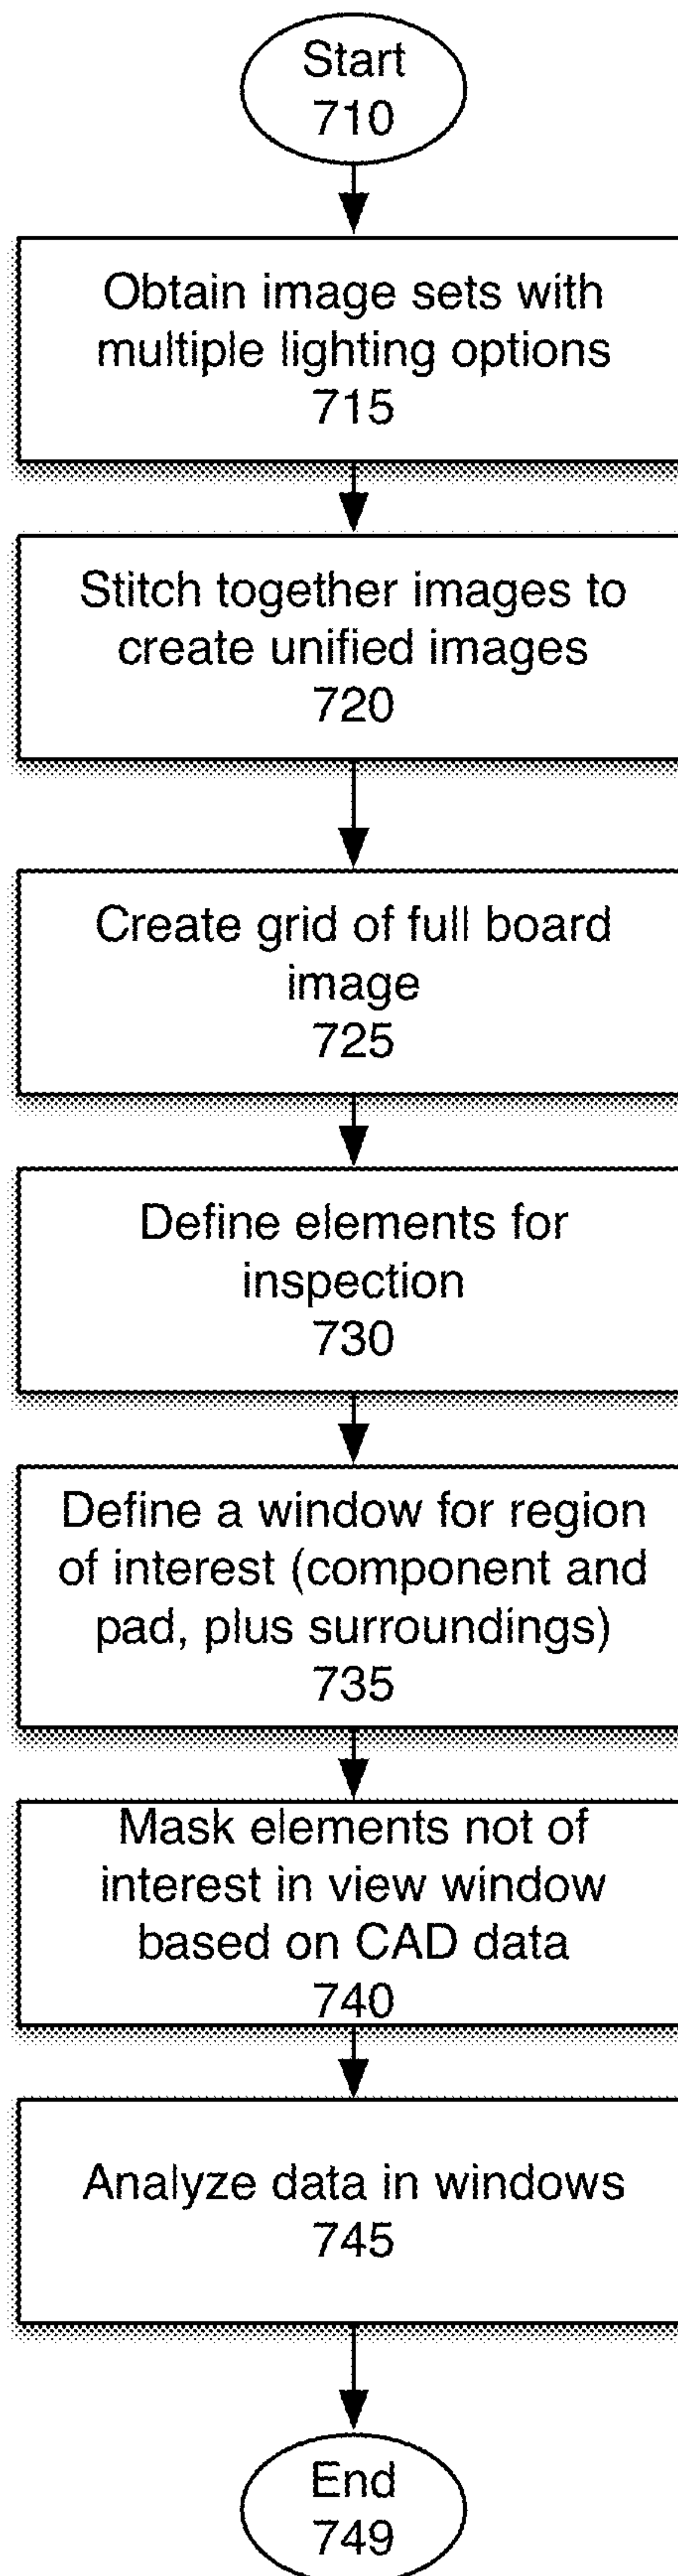 Start
710
Obtain image sets with
multiple lighting options
715
Stitch together images to
create unified images
720
Create grid of full board
image
725
Define elements for
inspection
730
Define a window for region
of interest (component and
pad, plus surroundings)
735
Mask elements not of
interest in view window
based on CAD data
740
Analyze data in windows
745
End
749